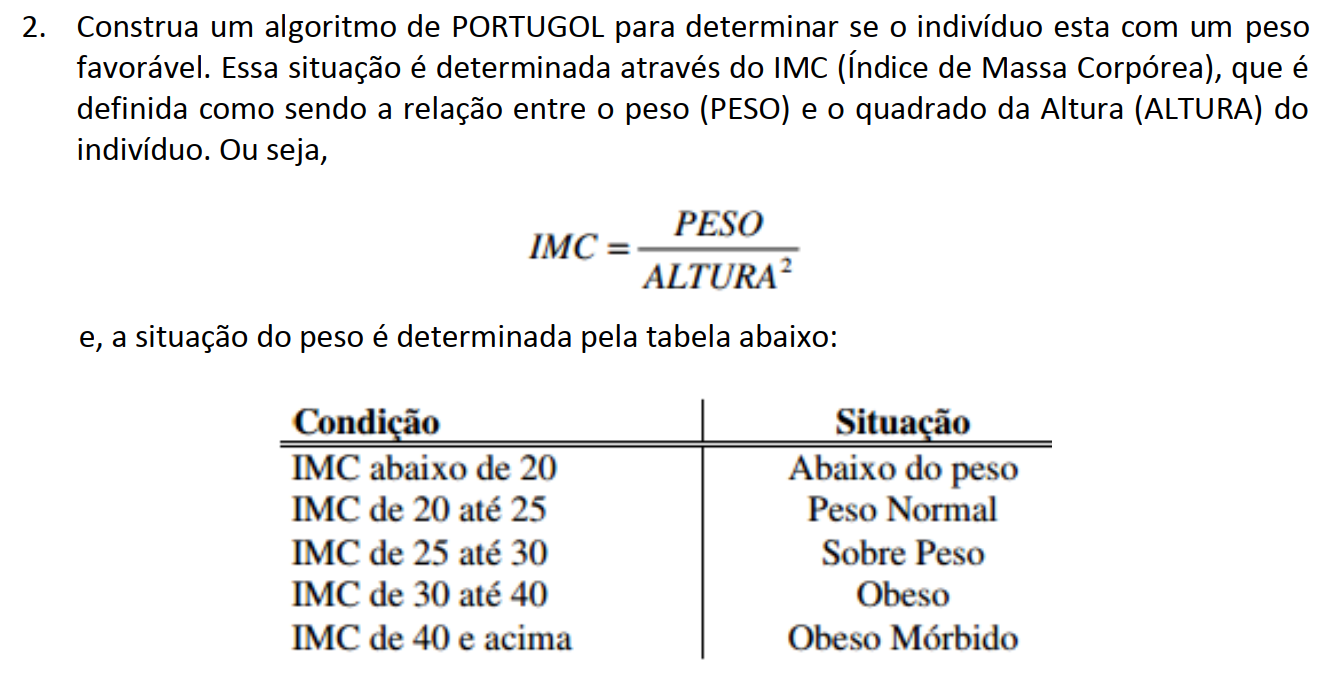 2. Construa um algoritmo de PORTUGOL para determinar se o indivíduo esta com um peso
favorável. Essa situação é determinada através do IMC (Índice de Massa Corpórea), que é
definida como sendo a relação entre o peso (PESO) e o quadrado da Altura (ALTURA) do
indivíduo. Ou seja,
IMC = PESO / ALTURA²
e, a situação do peso é determinada pela tabela abaixo:
Condição Situação
IMC abaixo de 20 Abaixo do peso
IMC de 20 até 25 Peso Normal
IMC de 25 até 30 Sobre Peso
IMC de 30 até 40 Obeso
IMC de 40 e acima Obeso Mórbido